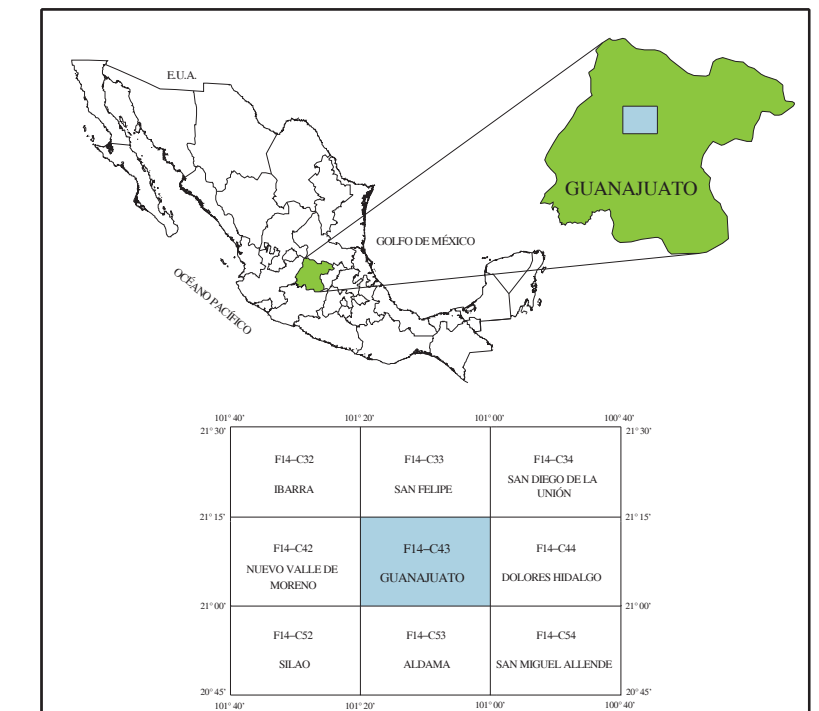 E.U.A.
GUANAJUATO
GOLFO DE MÉXICO
OCÉANO PACÍFICO
101° 40'
101° 20'
101° 00'
100° 40'
21° 30'
21° 30'
F14–C32
F14–C33
F14–C34
IBARRA
SAN FELIPE
SAN DIEGO DE LA
UNIÓN
21° 15'
21° 15'
F14–C42
F14–C43
F14–C44
NUEVO VALLE DE
MORENO
GUANAJUATO
DOLORES HIDALGO
21° 00'
21° 00'
F14–C52
F14–C53
F14–C54
SILAO
ALDAMA
SAN MIGUEL ALLENDE
20° 45'
20° 45'
101° 40'
101° 20'
101° 00'
100° 40'